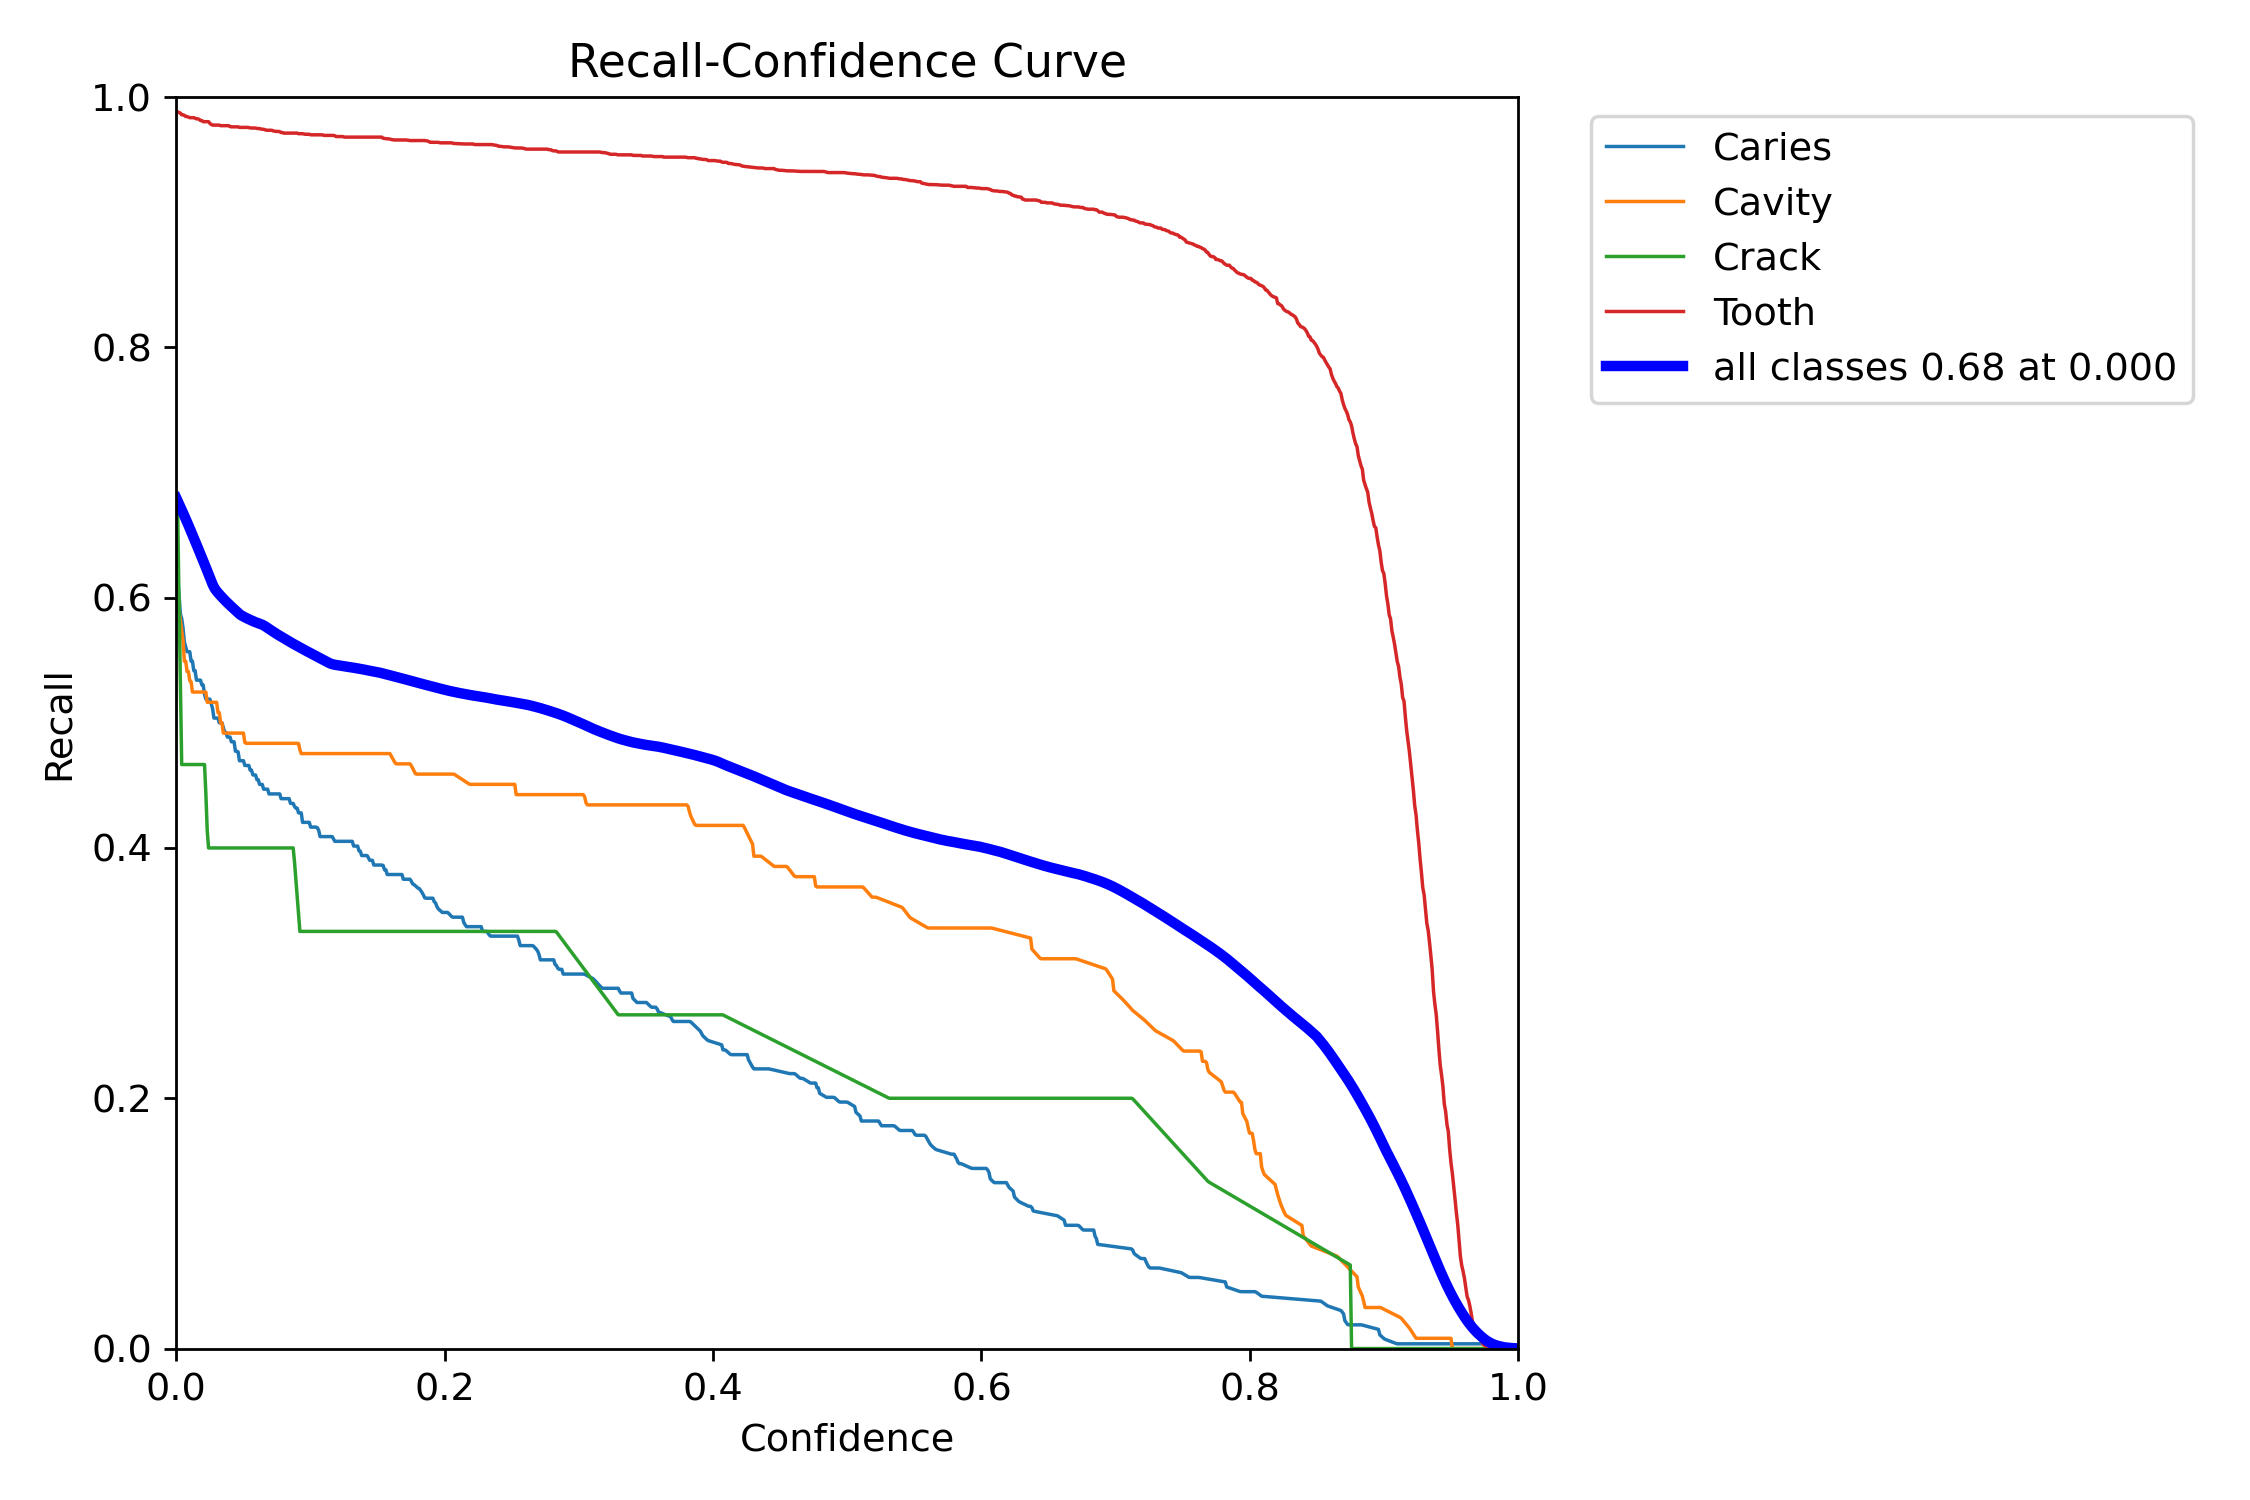 Recall-Confidence Curve
1.0
0.8
0.6
0.4
0.2
0.0
Recall
0.0 0.2 0.4 0.6 0.8 1.0
Confidence
Caries
Cavity
Crack
Tooth
all classes 0.68 at 0.000